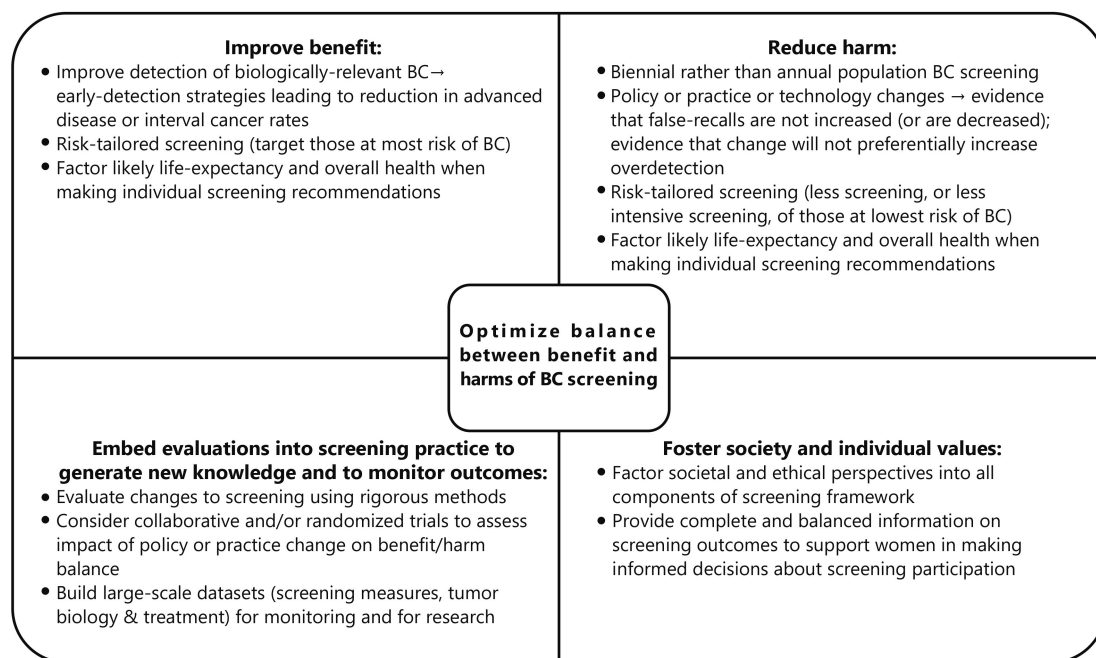 Improve benefit:
• Improve detection of biologically-relevant BC→
early-detection strategies leading to reduction in advanced
disease or interval cancer rates
• Risk-tailored screening (target those at most risk of BC)
• Factor likely life-expectancy and overall health when
making individual screening recommendations
Reduce harm:
• Biennial rather than annual population BC screening
• Policy or practice or technology changes → evidence
that false-recalls are not increased (or are decreased);
evidence that change will not preferentially increase
overdetection
• Risk-tailored screening (less screening, or less
intensive screening, of those at lowest risk of BC)
• Factor likely life-expectancy and overall health when
making individual screening recommendations
Optimize balance
between benefit and
harms of BC screening
Embed evaluations into screening practice to
generate new knowledge and to monitor outcomes:
• Evaluate changes to screening using rigorous methods
• Consider collaborative and/or randomized trials to assess
impact of policy or practice change on benefit/harm
balance
• Build large-scale datasets (screening measures, tumor
biology & treatment) for monitoring and for research
Foster society and individual values:
• Factor societal and ethical perspectives into all
components of screening framework
• Provide complete and balanced information on
screening outcomes to support women in making
informed decisions about screening participation